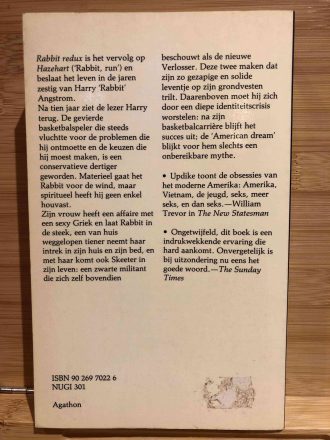 Rabbit redux is het vervolg op
Hazehart ('Rabbit, run') en
beslaat het leven in de jaren
zestig van Harry 'Rabbit'
Angstrom.
Na tien jaar ziet de lezer Harry
terug. De gevierde
basketbalspeler die steeds
vluchtte voor de problemen die
hij ontmoette en de keuzen die
hij moest maken, is een
conservatieve dertiger
geworden. Materieel gaat het
Rabbit voor de wind, maar
spiritueel heeft hij geen enkel
houvast.
Zijn vrouw heeft een affaire met
een sexy Griek en laat Rabbit in
de steek, een van huis
weggelopen tiener neemt haar
intrek in zijn huis en zijn bed, en
met haar komt ook Skeeter in
zijn leven: een zwarte militant
die zich zelf bovendien
beschouwt als de nieuwe
Verlosser. Deze twee maken dat
zijn zo gezapige en solide
leventje op zijn grondvesten
trilt. Daarenboven moet hij zich
door een diepe identiteitscrisis
worstelen: na zijn
basketbalcarrière blijft het
succes uit; de 'American dream'
blijkt voor hem slechts een
onbereikbare mythe.
• Updike toont de obsessies van
het moderne Amerika: Amerika,
Vietnam, de jeugd, seks, meer
seks, en dan seks.—William
Trevor in The New Statesman
• Ongetwijfeld, dit boek is een
indrukwekkende ervaring die
hard aankomt. Onvergetelijk is
bij uitzondering nu eens het
goede woord.—The Sunday
Times
ISBN 90 269 7022 6
NUGI 301
Agathon